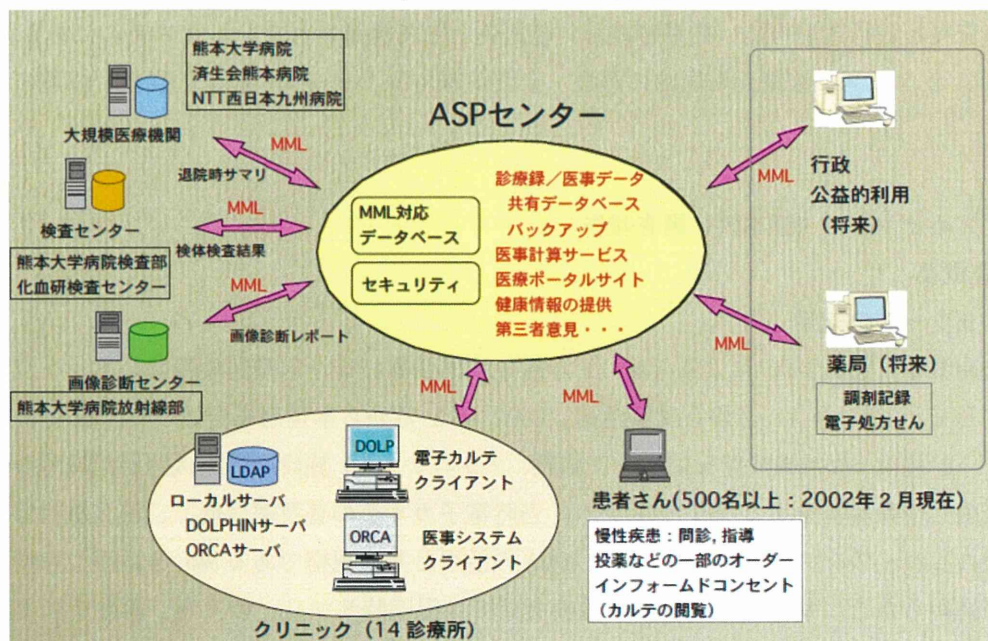 熊本大学病院
済生会熊本病院
NTT西日本九州病院
大規模医療機関
MML
退院時サマリ
検査センター
MML
検体検査結果
熊本大学病院検査部
化血研検査センター
MML
画像診断レポート
画像診断センター
熊本大学病院放射線部
ASPセンター
MML対応
データベース
セキュリティ
診療録／医事データ
共有データベース
バックアップ
医事計算サービス
医療ポータルサイト
健康情報の提供
第三者意見・・・
MML
行政
公益的利用
（将来）
MML
薬局（将来）
調剤記録
電子処方せん
MML
LDAP
ローカルサーバ
DOLPHINサーバ
ORCAサーバ
DOLP
電子カルテ
クライアント
ORCA
医事システム
クライアント
クリニック（14 診療所）
MML
患者さん(500名以上：2002年２月現在）
慢性疾患：問診, 指導
投薬などの一部のオーダー
インフォームドコンセント
（カルテの閲覧）